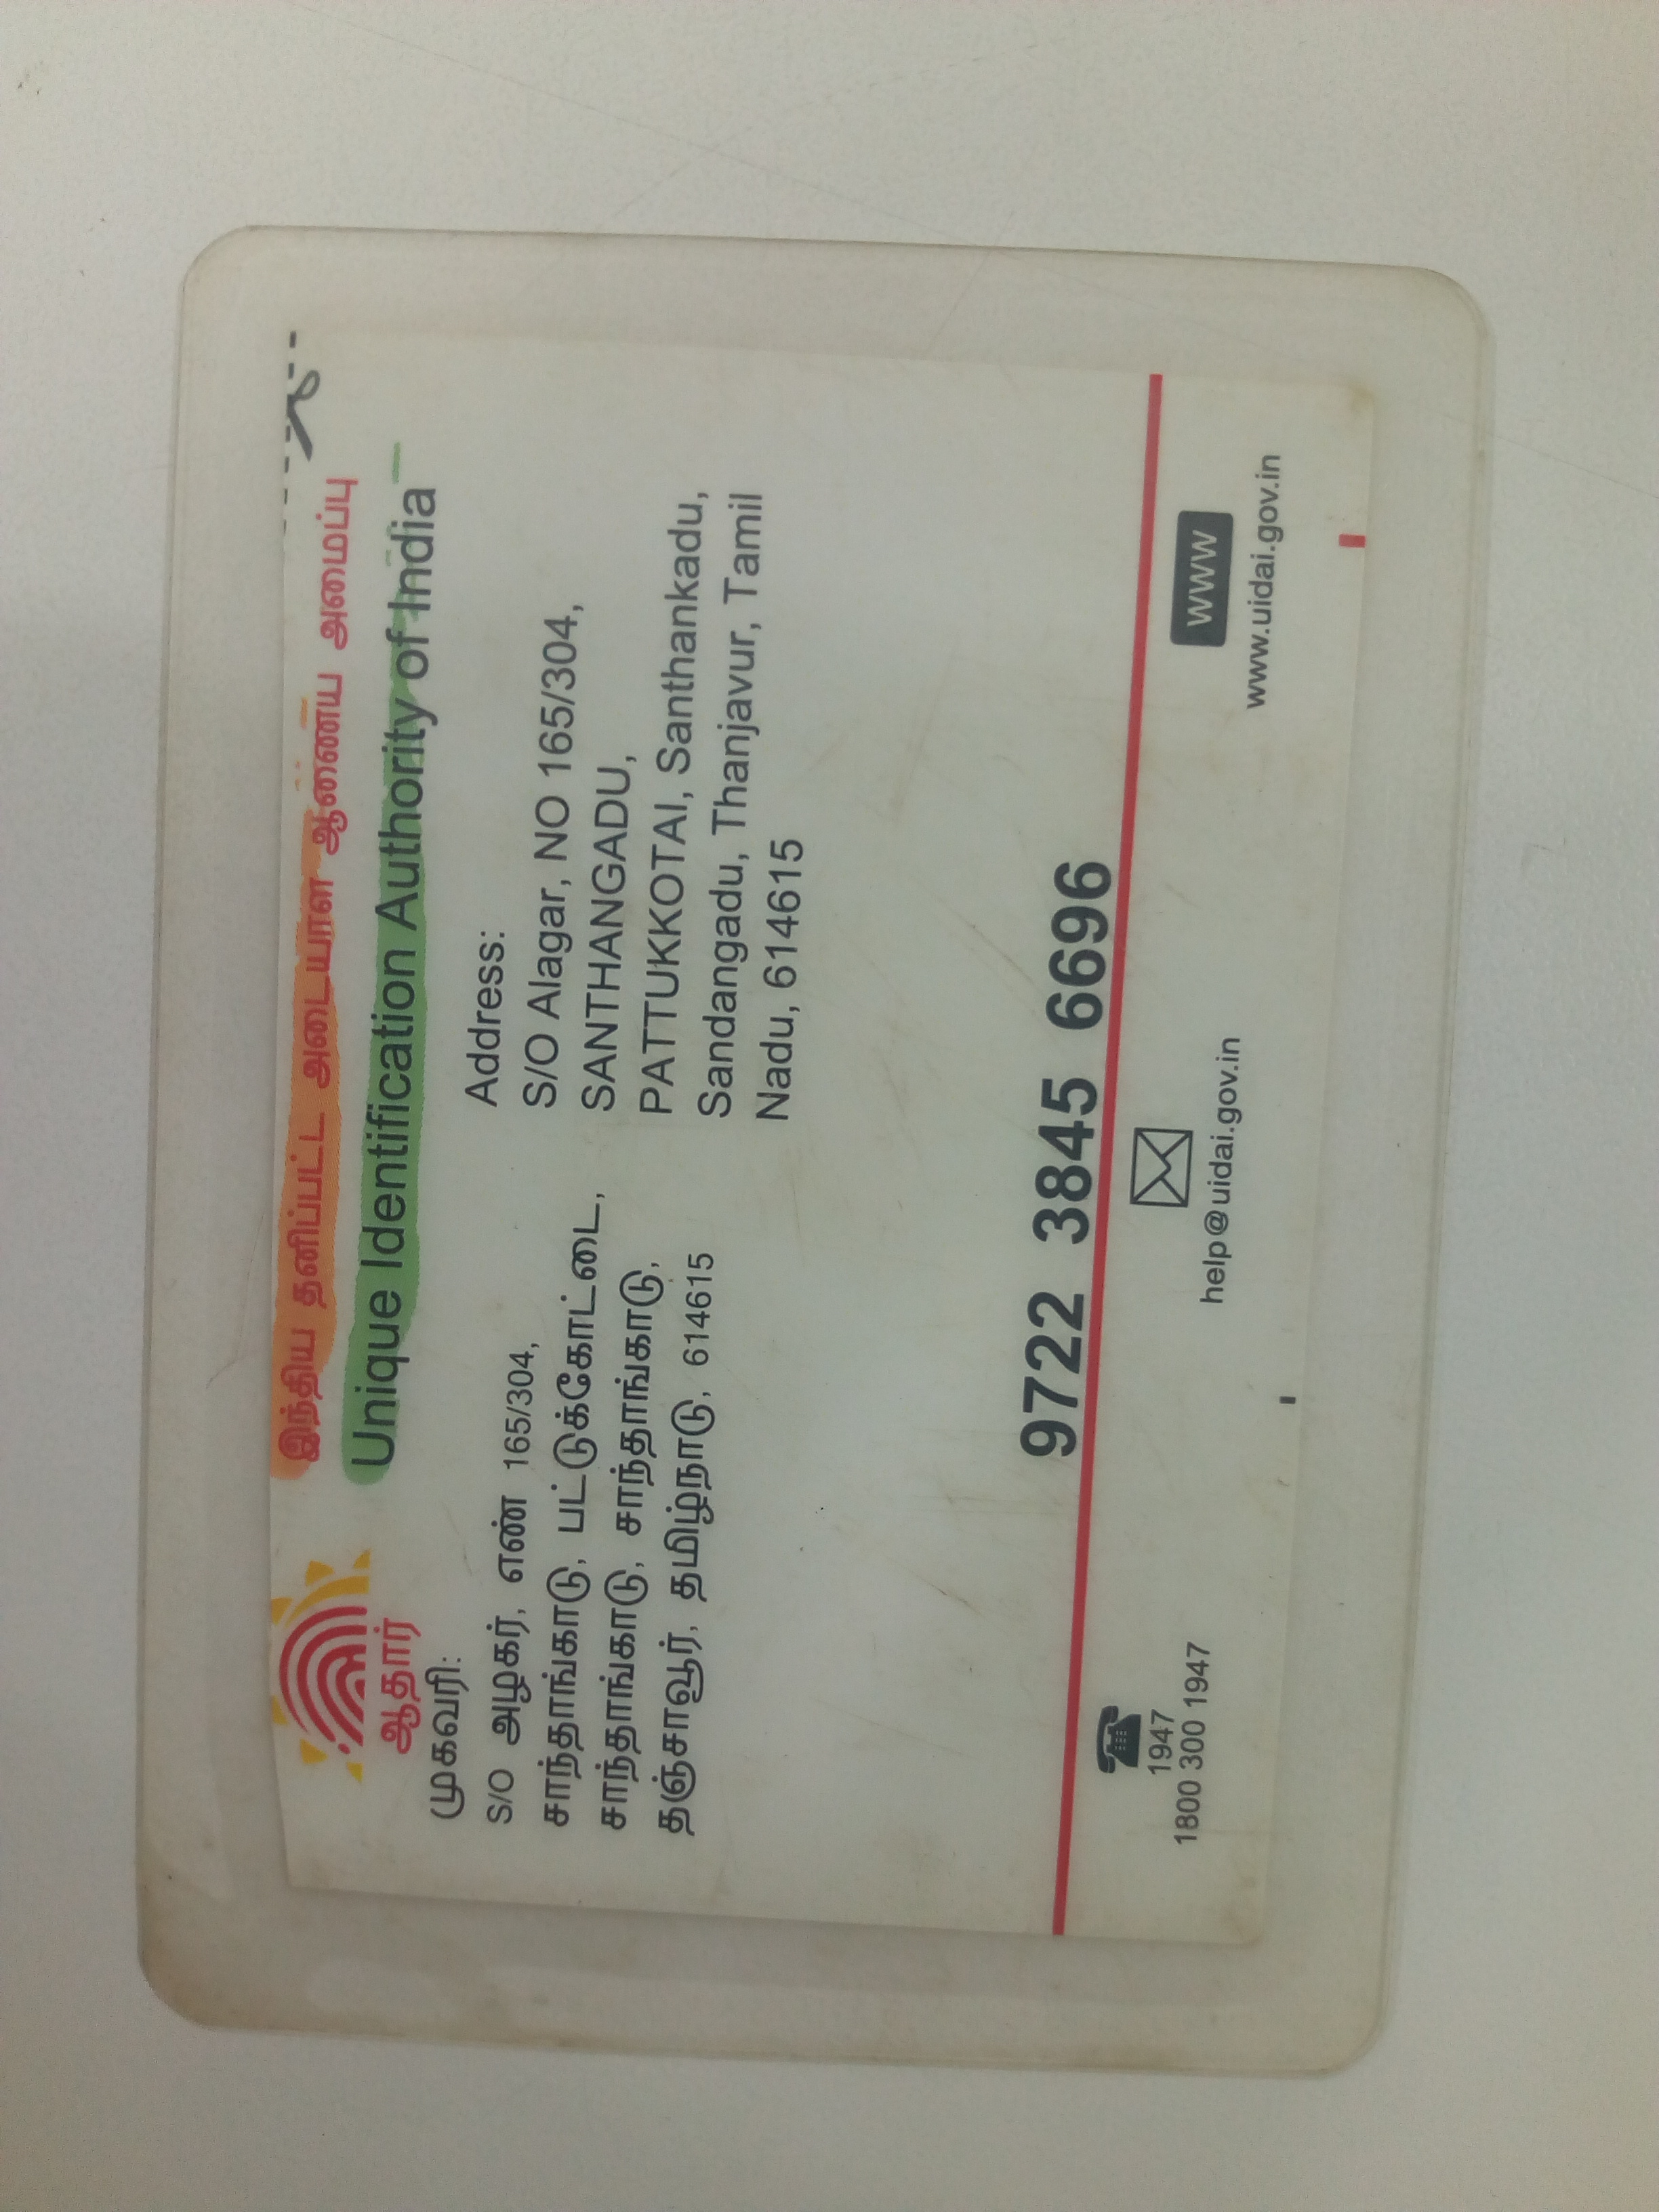 இந்திய தனிப்பட்ட அடையாள ஆணைய அமைப்பு
Unique Identification Authority of India
ஆதார்
முகவரி:
S/O அழகர், எண் 165/304,
சாந்தாங்காடு, பட்டுக்கோட்டை,
சாந்தாங்காடு, சாந்தாங்காடு,
தஞ்சாவூர், தமிழ்நாடு, 614615
Address:
S/O Alagar, NO 165/304,
SANTHANGADU,
PATTUKKOTAI, Santhankadu,
Sandangadu, Thanjavur, Tamil
Nadu, 614615
9722 3845 6696
1947
1800 300 1947
help@uidai.gov.in
WWW
www.uidai.gov.in